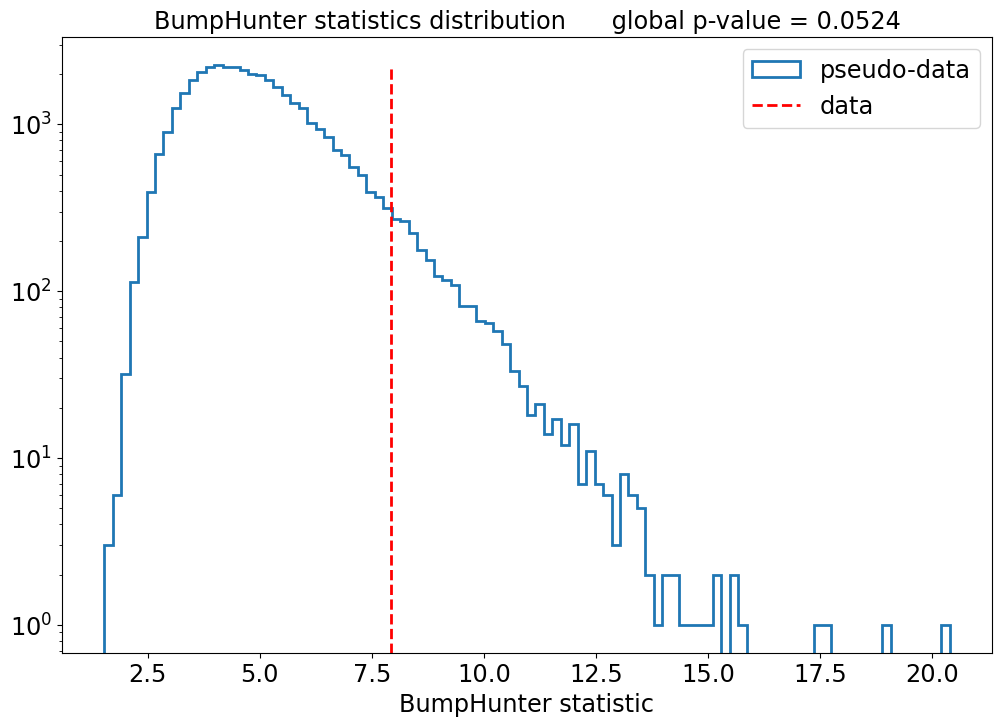 BumpHunter statistics distribution      global p-value = 0.0524
pseudo-data
data
10³
10²
10¹
10⁰
2.5 5.0 7.5 10.0 12.5 15.0 17.5 20.0
BumpHunter statistic